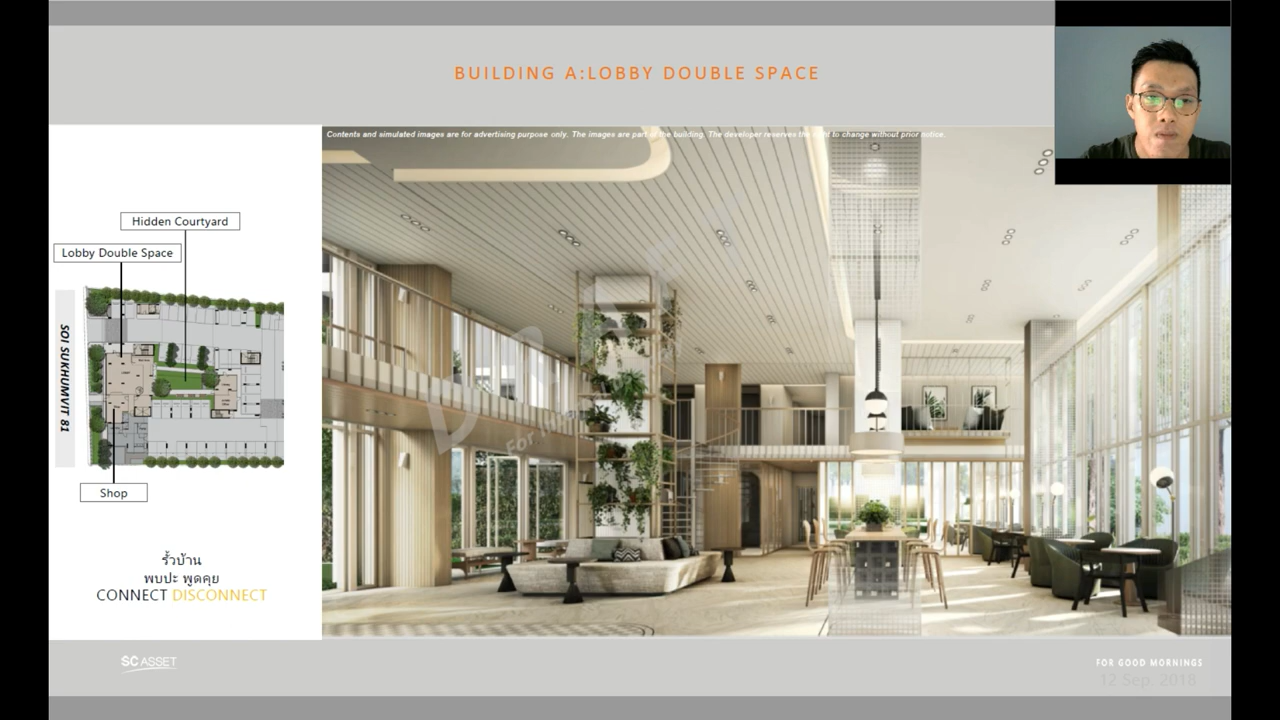 BUILDING A:LOBBY DOUBLE SPACE
Contents and simulated images are for advertising purpose only. The images are part of the building. The developer reserves the right to change without prior notice.
Hidden Courtyard
Lobby Double Space
SOI SUKHUMVIT 81
Shop
รั้วบ้าน
พบปะ พูดคุย
CONNECT DISCONNECT
SC ASSET
FOR GOOD MORNINGS
12 Sep. 2018